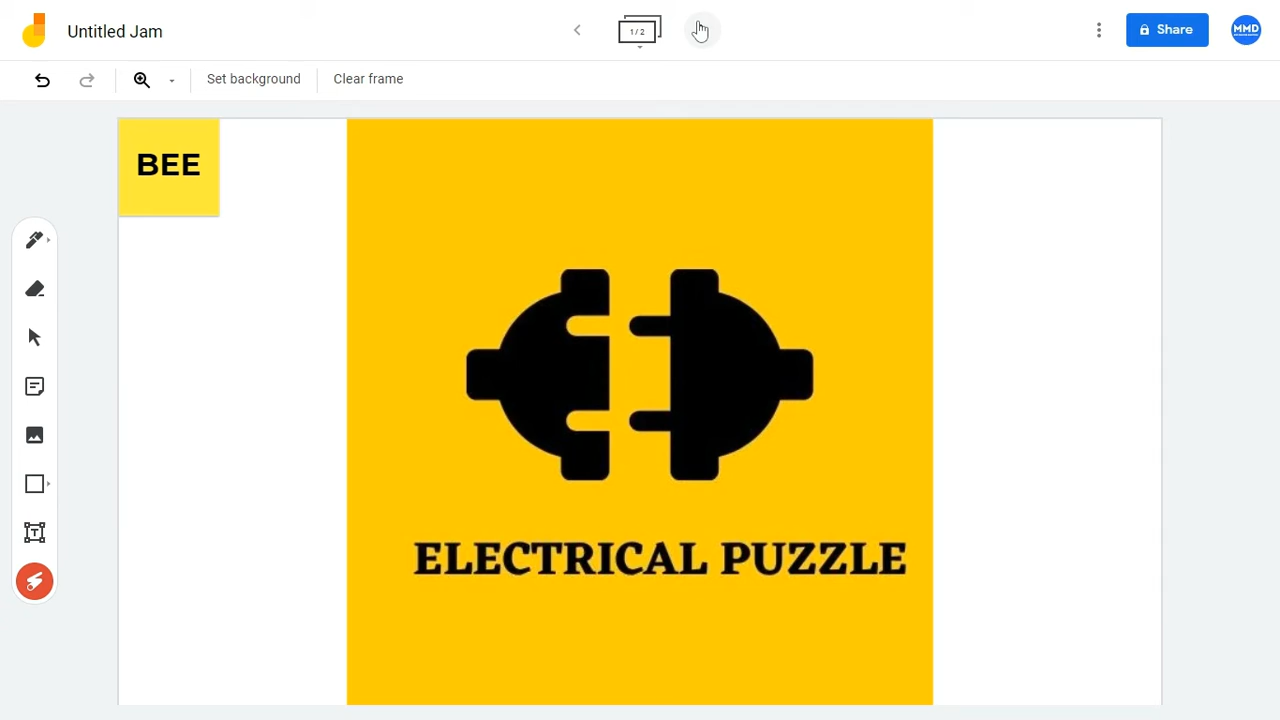 Untitled Jam
1 / 2
Share
MMD
Set background
Clear frame
BEE
T
ELECTRICAL PUZZLE